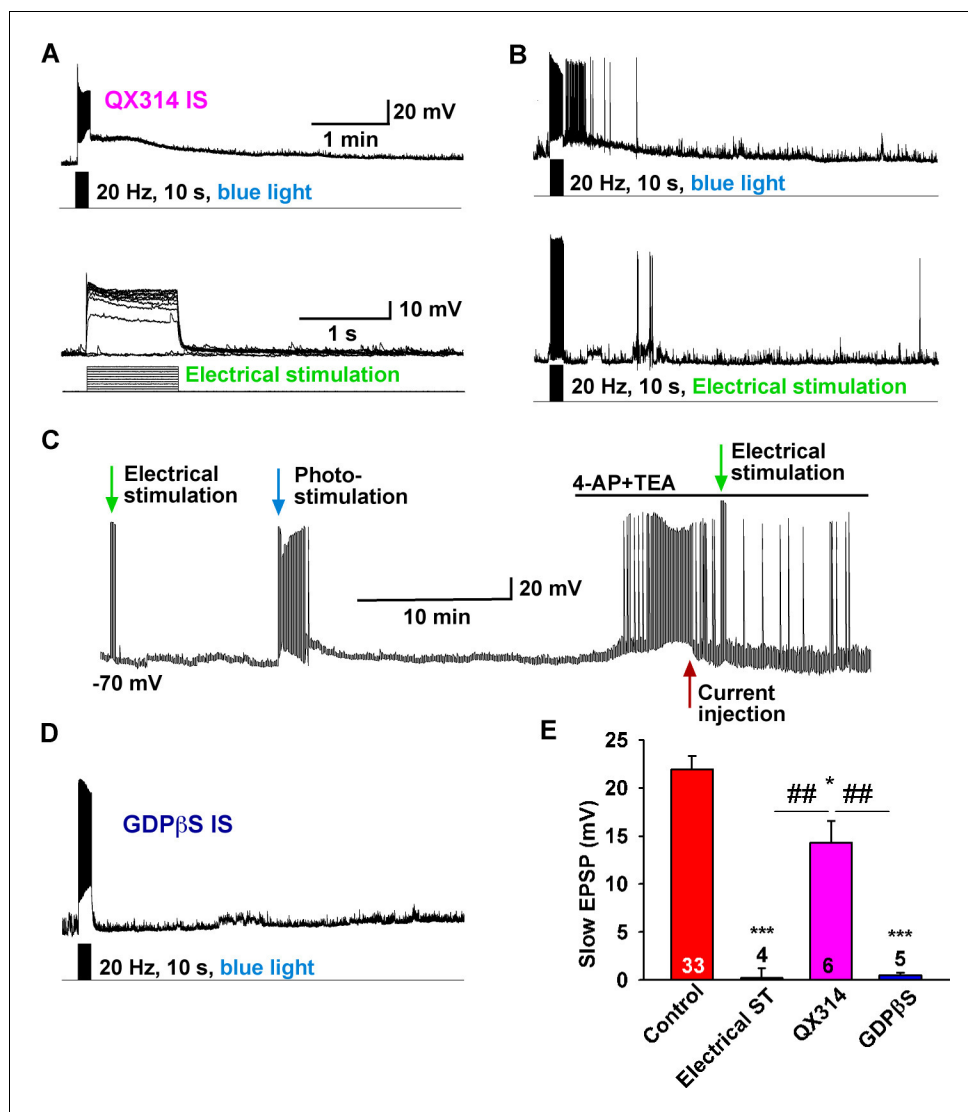 A
QX314 IS
20 mV
1 min
20 Hz, 10 s, blue light
10 mV
1 s
Electrical stimulation
B
20 Hz, 10 s, blue light
20 Hz, 10 s, Electrical stimulation
C
Electrical
stimulation
Photo-
stimulation
4-AP+TEA
Electrical
stimulation
20 mV
10 min
-70 mV
Current
injection
D
GDPβS IS
20 Hz, 10 s, blue light
E
Slow EPSP (mV)
25
20
15
10
5
0
## * ##
***
***
33
4
6
5
Control
Electrical ST
QX314
GDPβS